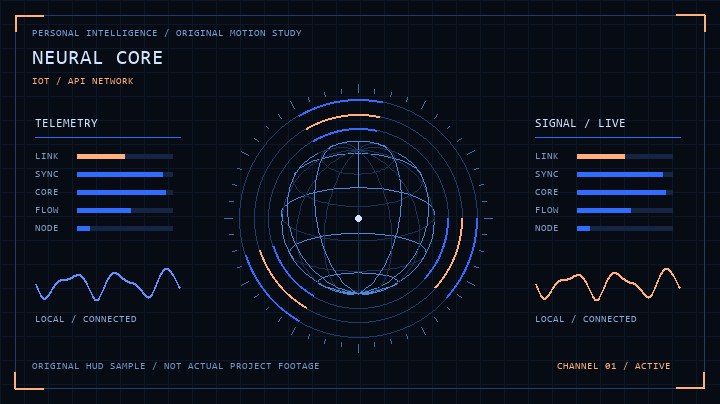 PERSONAL INTELLIGENCE / ORIGINAL MOTION STUDY
NEURAL CORE
IOT / API NETWORK
TELEMETRY
LINK
SYNC
CORE
FLOW
NODE
LOCAL / CONNECTED
SIGNAL / LIVE
LINK
SYNC
CORE
FLOW
NODE
LOCAL / CONNECTED
ORIGINAL HUD SAMPLE / NOT ACTUAL PROJECT FOOTAGE
CHANNEL 01 / ACTIVE